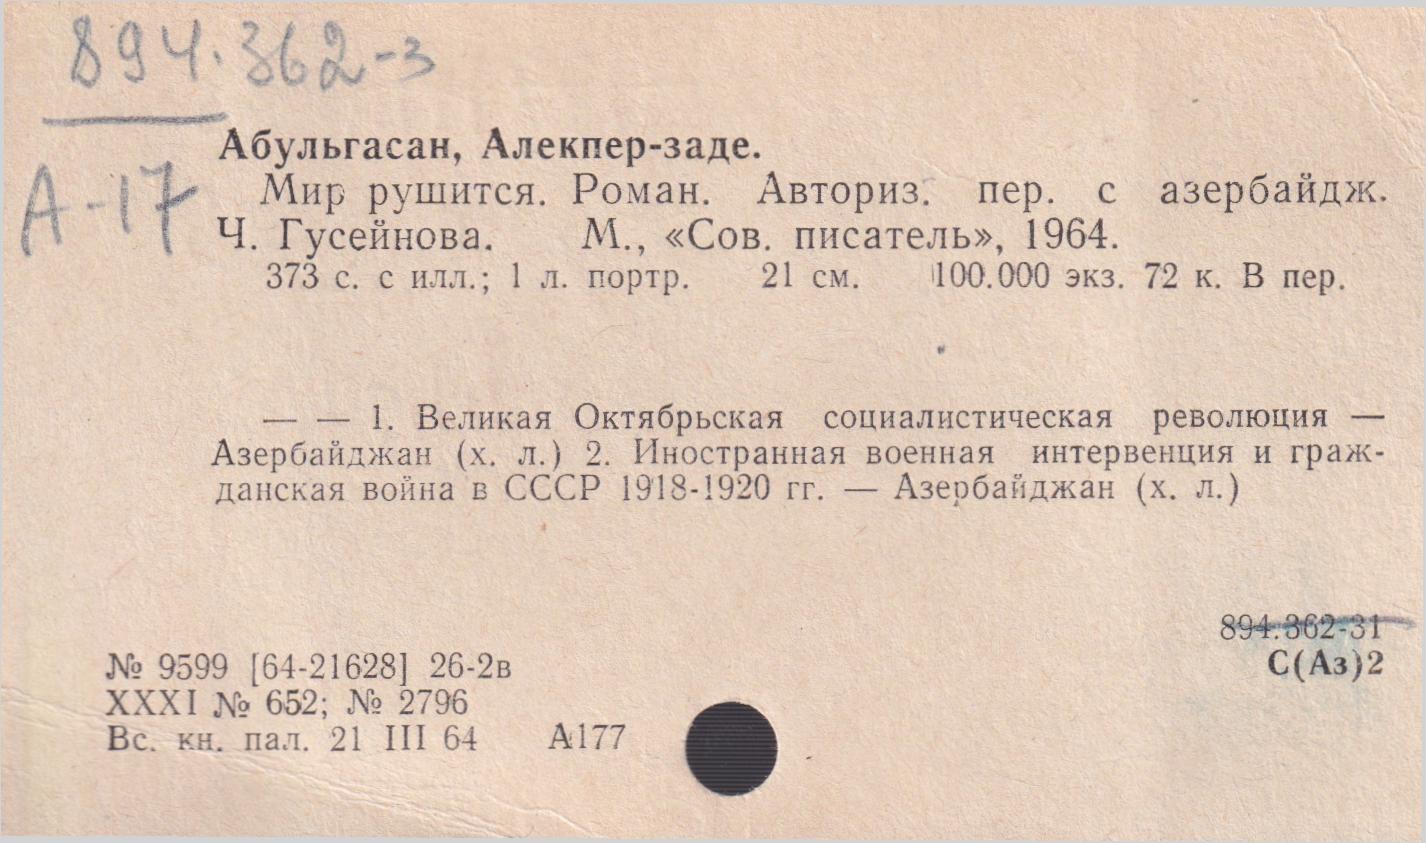 894.362-3
А-17
Абульгасан, Алекпер-заде.
Мир рушится. Роман. Авториз. пер. с азербайдж.
Ч. Гусейнова. М., «Сов. писатель», 1964.
373 с. с илл.; 1 л. портр. 21 см. 100.000 экз. 72 к. В пер.
— — 1. Великая Октябрьская социалистическая революция —
Азербайджан (х. л.) 2. Иностранная военная интервенция и граж-
данская война в СССР 1918-1920 гг. — Азербайджан (х. л.)
894.362-31
С(Аз)2
№ 9599 [64-21628] 26-2в
XXXI № 652; № 2796
Вс. кн. пал. 21 III 64 А177